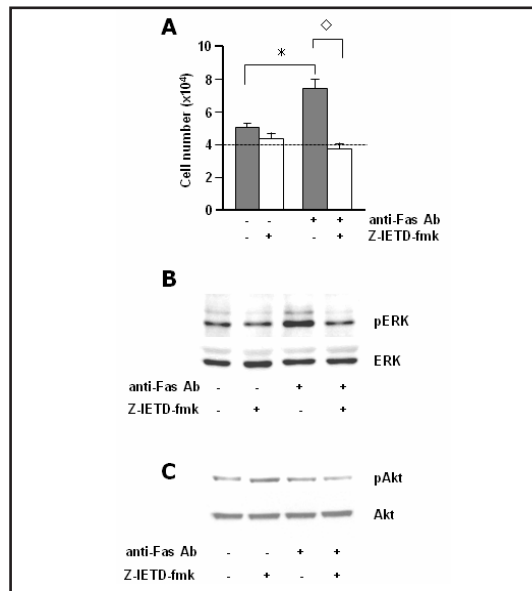 A
◇
*
Cell number (x10⁴)
10
8
6
4
2
0
- - + + anti-Fas Ab
- + - + Z-IETD-fmk
B
pERK
ERK
anti-Fas Ab - - + +
Z-IETD-fmk - + - +
C
pAkt
Akt
anti-Fas Ab - - + +
Z-IETD-fmk - + - +